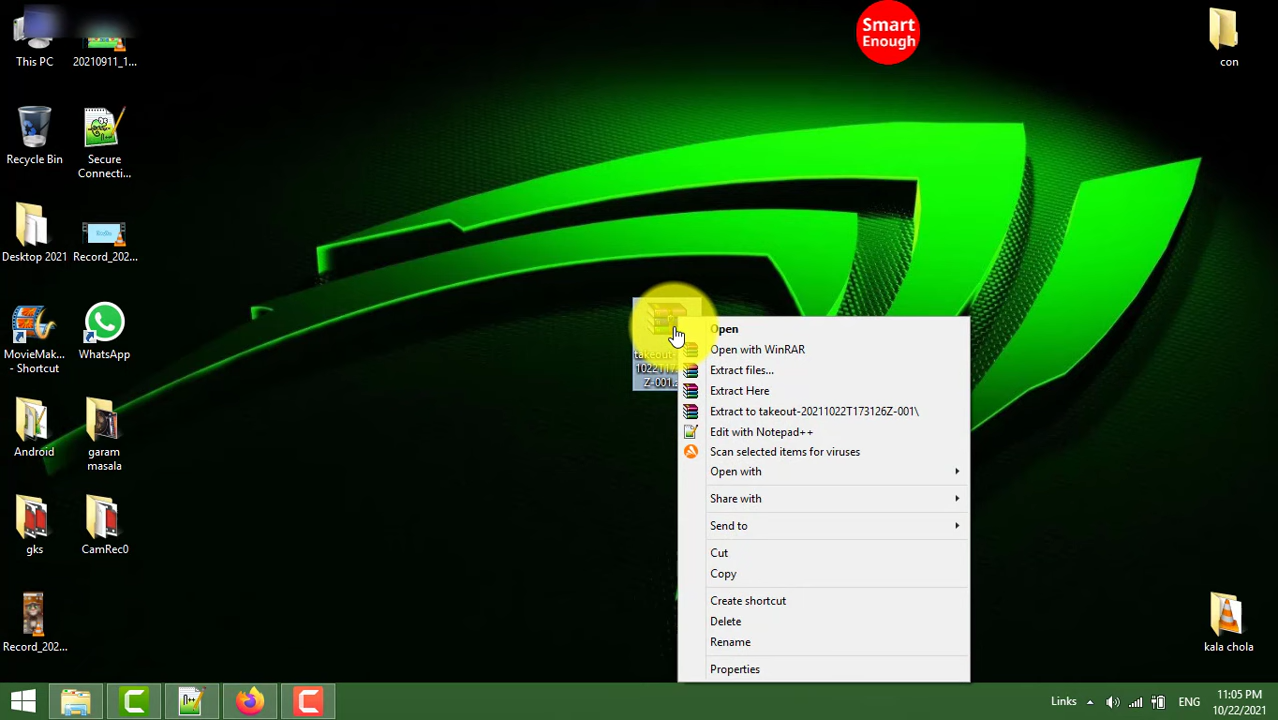 Smart
Enough
This PC
20210911_1...
con
Recycle Bin
Secure
Connecti...
Desktop 2021
Record_202...
MovieMak...
- Shortcut
WhatsApp
Android
garam
masala
gks
CamRec0
Record_202...
kala chola
takeout-
Z-001.
Open
Open with WinRAR
Extract files...
Extract Here
Extract to takeout-20211022T173126Z-001\
Edit with Notepad++
Scan selected items for viruses
Open with
Share with
Send to
Cut
Copy
Create shortcut
Delete
Rename
Properties
Links
ENG
11:05 PM
10/22/2021